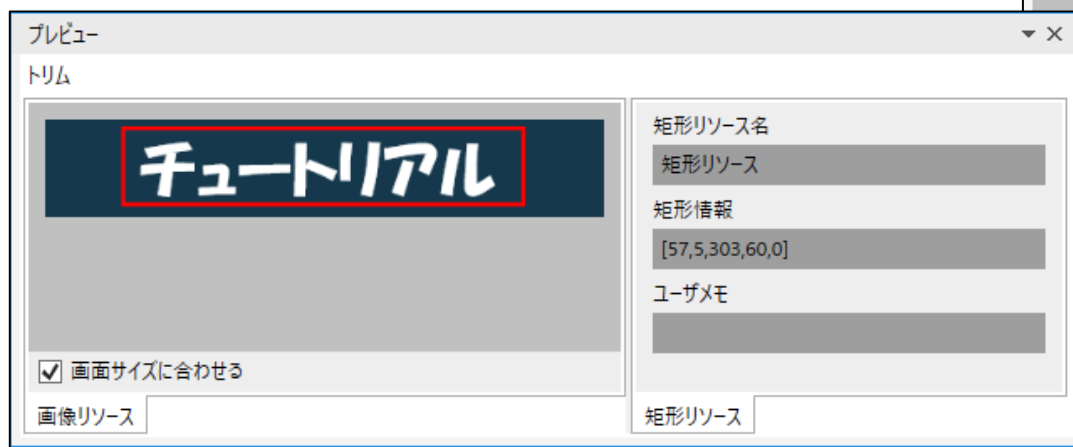 プレビュー
トリム
チュートリアル
画面サイズに合わせる
画像リソース
矩形リソース名
矩形リソース
矩形情報
[57,5,303,60,0]
ユーザメモ
矩形リソース